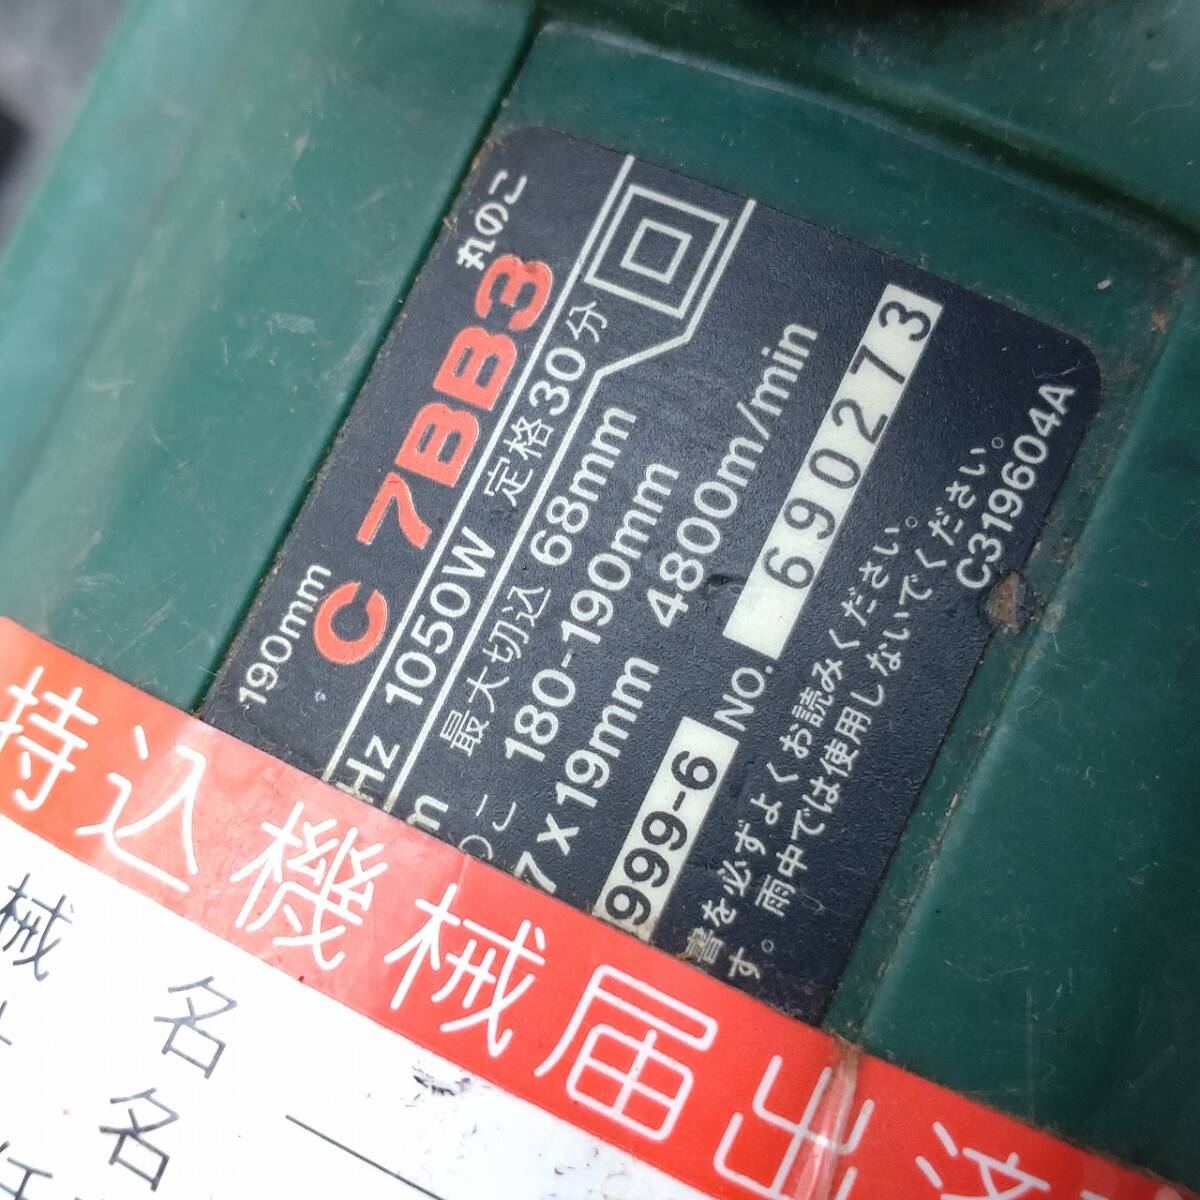 190mm 丸のこ
C 7BB3
Hz 1050W 定格30分
最大切込 68mm
のこ 180-190mm
7×19mm 4800m/min
999-6 NO. 690273
書を必ずよくお読みください。
す。 雨中では使用しないでください。
C319604A
持込機械届出済
械 名
名